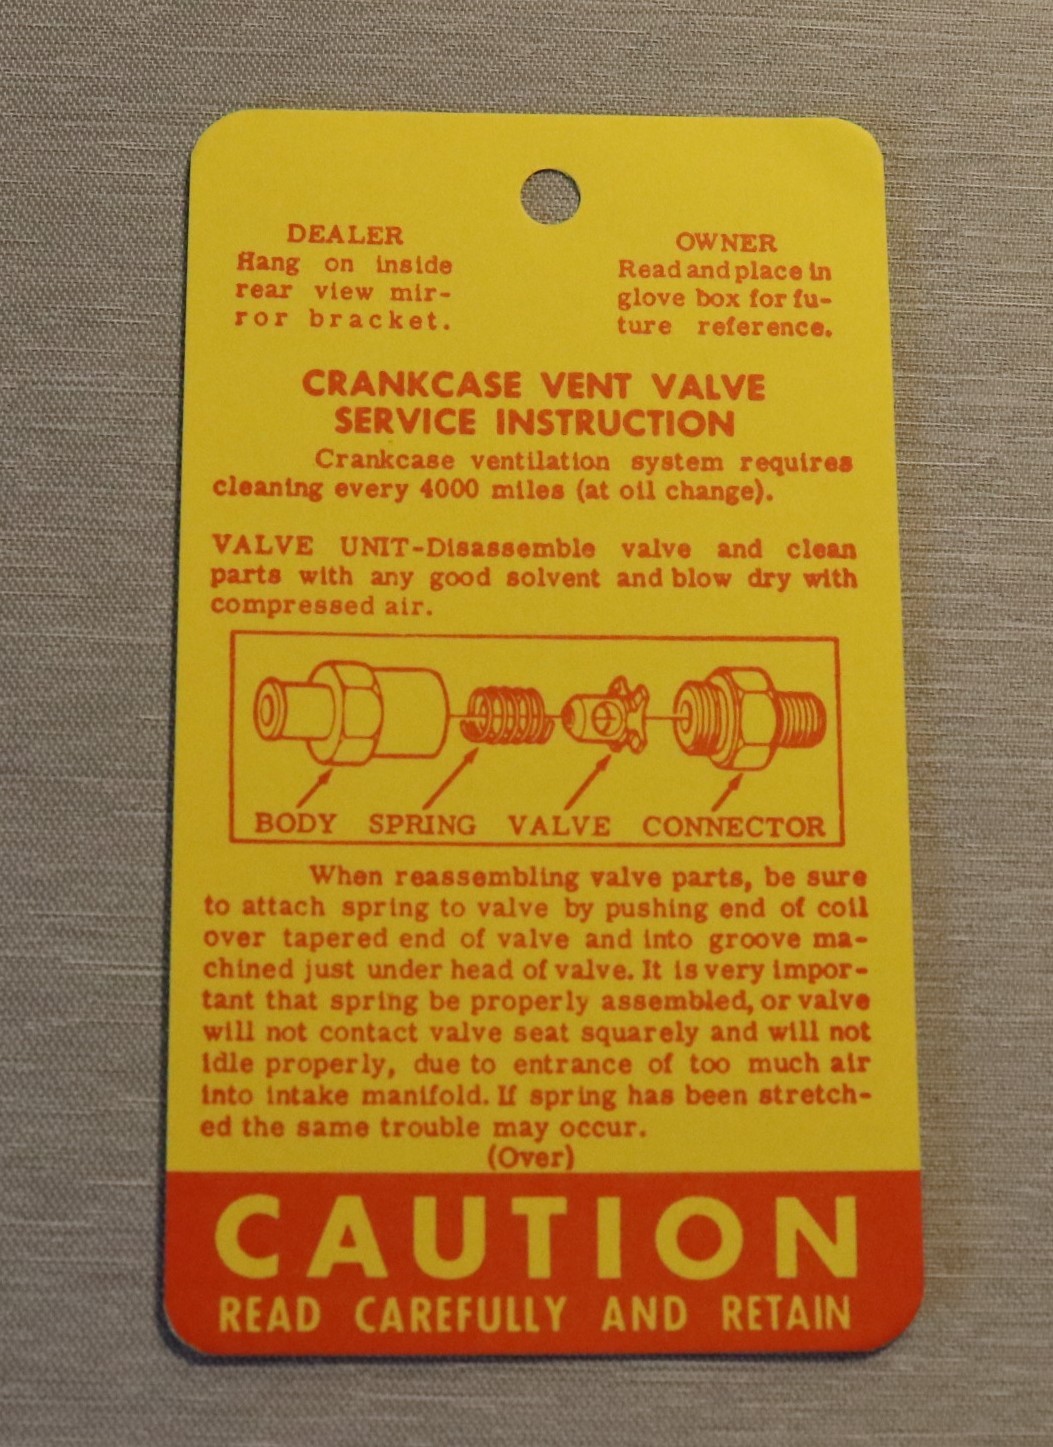 DEALER
Hang on inside
rear view mir-
ror bracket.
OWNER
Read and place in
glove box for fu-
ture reference.
CRANKCASE VENT VALVE
SERVICE INSTRUCTION
Crankcase ventilation system requires
cleaning every 4000 miles (at oil change).
VALVE UNIT-Disassemble valve and clean
parts with any good solvent and blow dry with
compressed air.
BODY SPRING VALVE CONNECTOR
When reassembling valve parts, be sure
to attach spring to valve by pushing end of coil
over tapered end of valve and into groove ma-
chined just under head of valve. It is very impor-
tant that spring be properly assembled, or valve
will not contact valve seat squarely and will not
idle properly, due to entrance of too much air
into intake manifold. If spring has been stretch-
ed the same trouble may occur.
(Over)
CAUTION
READ CAREFULLY AND RETAIN